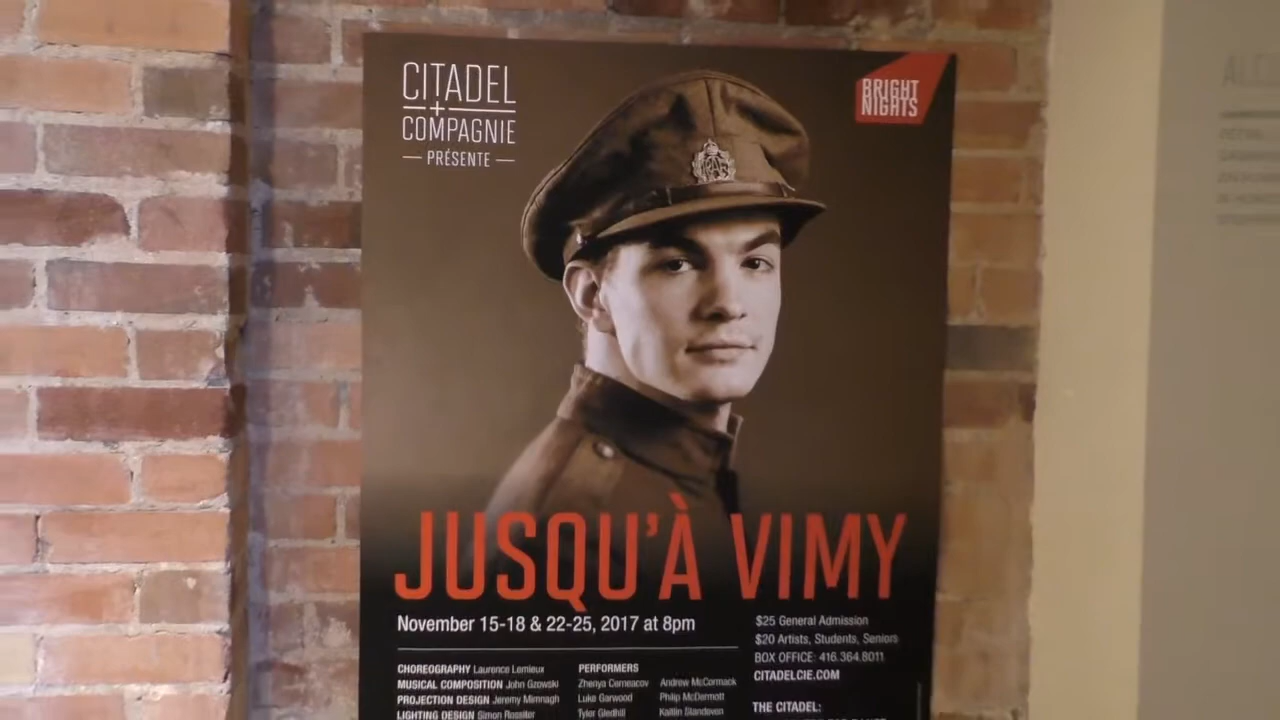 CITADEL
+
COMPAGNIE
— PRÉSENTE —
BRIGHT
NIGHTS
JUSQU'À VIMY
November 15-18 & 22-25, 2017 at 8pm
$25 General Admission
$20 Artists, Students, Seniors
BOX OFFICE: 416.364.8011
CITADELCIE.COM
CHOREOGRAPHY Laurence Lemieux
MUSICAL COMPOSITION John Gzowski
PROJECTION DESIGN Jeremy Mimnagh
LIGHTING DESIGN Simon Rossiter
PERFORMERS
Zhenya Cerneacov
Luke Garwood
Tyler Gledhill
Andrew McCormack
Philip McDermott
Kaitlin Standeven
THE CITADEL: